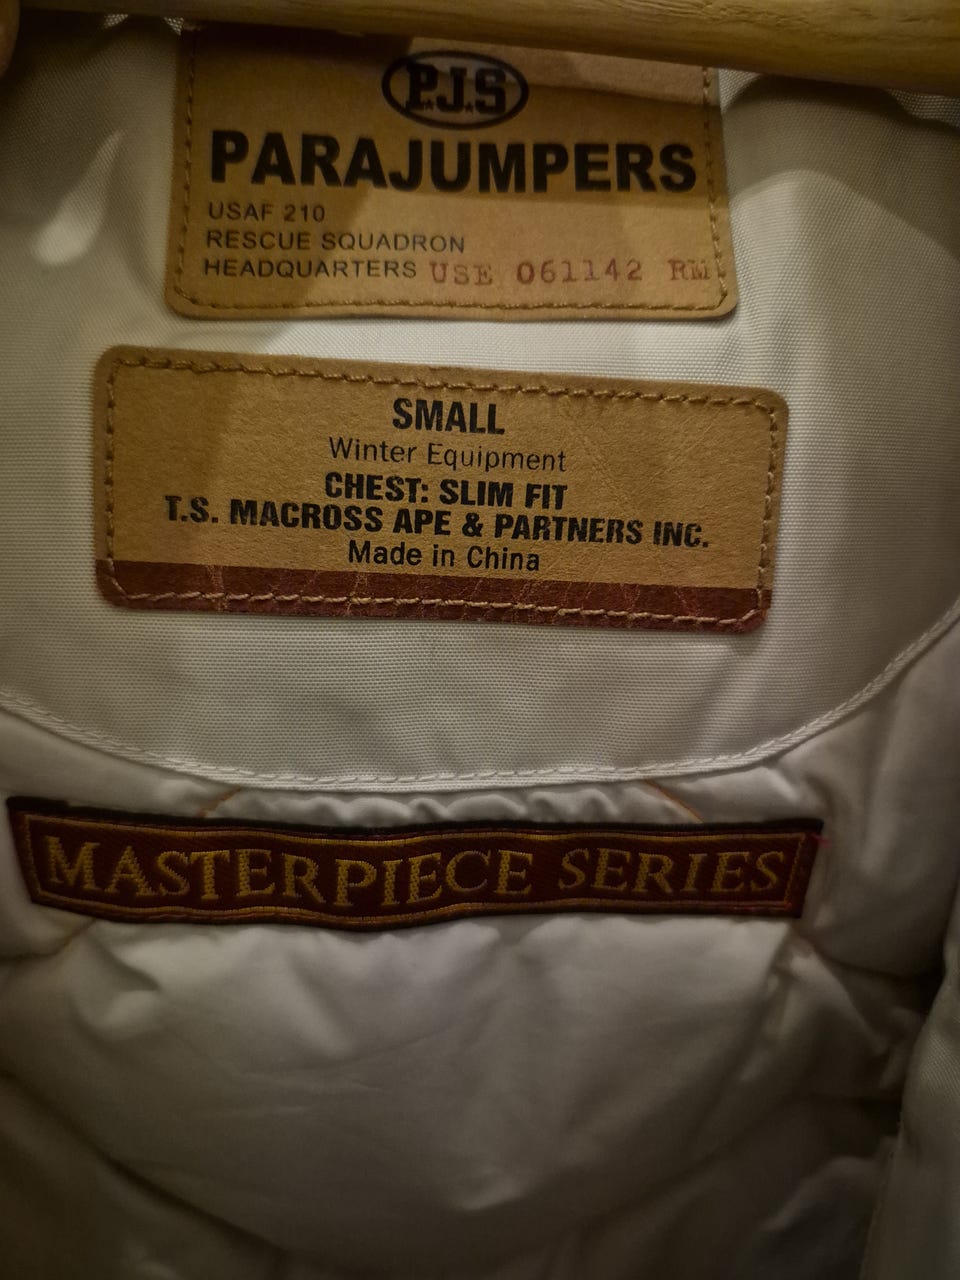 P.J.S
PARAJUMPERS
USAF 210
RESCUE SQUADRON
HEADQUARTERS USE 061142 RM
SMALL
Winter Equipment
CHEST: SLIM FIT
T.S. MACROSS APE & PARTNERS INC.
Made in China
MASTERPIECE SERIES